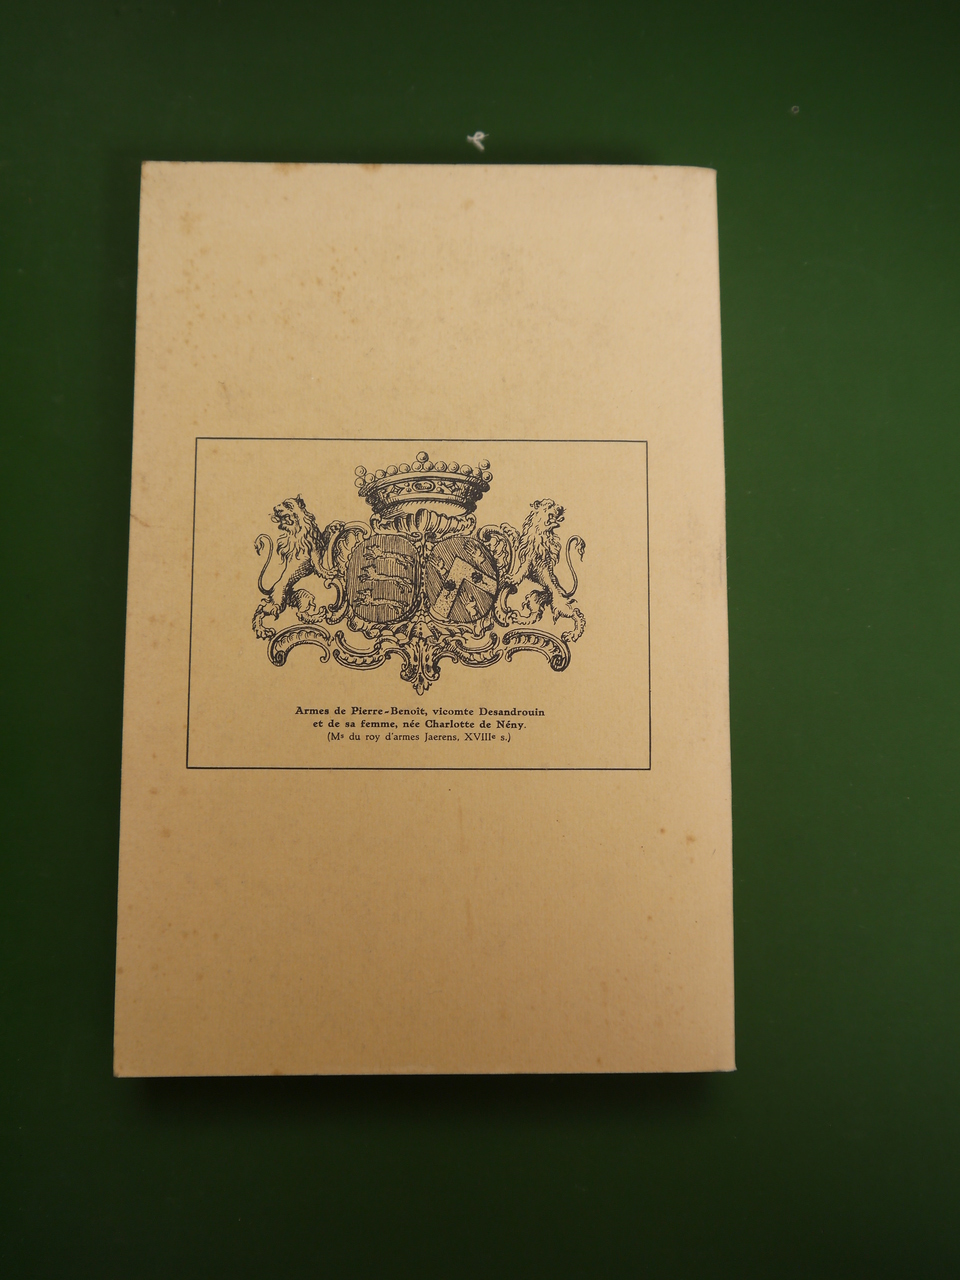 Armes de Pierre-Benoît, vicomte Desandrouin
et de sa femme, née Charlotte de Nény.
(Ms du roy d'armes Jaerens, XVIIIe s.)